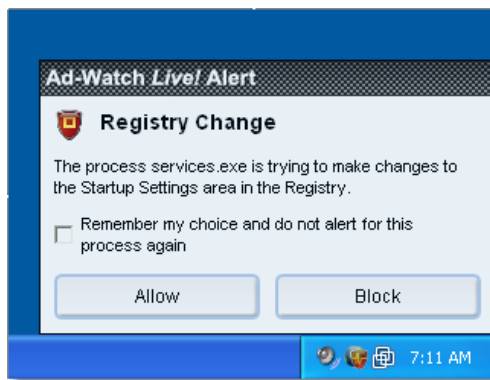 Ad-Watch Live! Alert
Registry Change
The process services.exe is trying to make changes to
the Startup Settings area in the Registry.
Remember my choice and do not alert for this
process again
Allow Block
7:11 AM